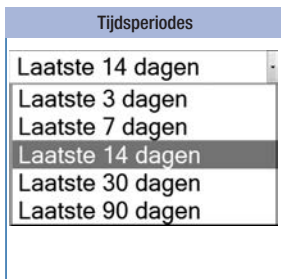 Tijdsperiodes
Laatste 14 dagen
Laatste 3 dagen
Laatste 7 dagen
Laatste 14 dagen
Laatste 30 dagen
Laatste 90 dagen